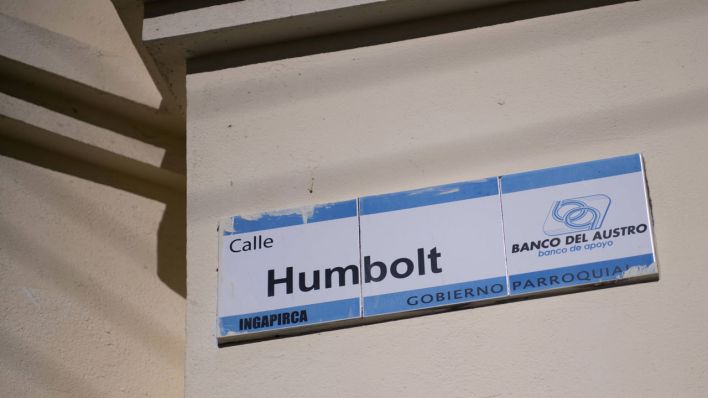 Calle
Humbolt
INGAPIRCA
BANCO DEL AUSTRO
banco de apoyo
GOBIERNO PARROQUIAL